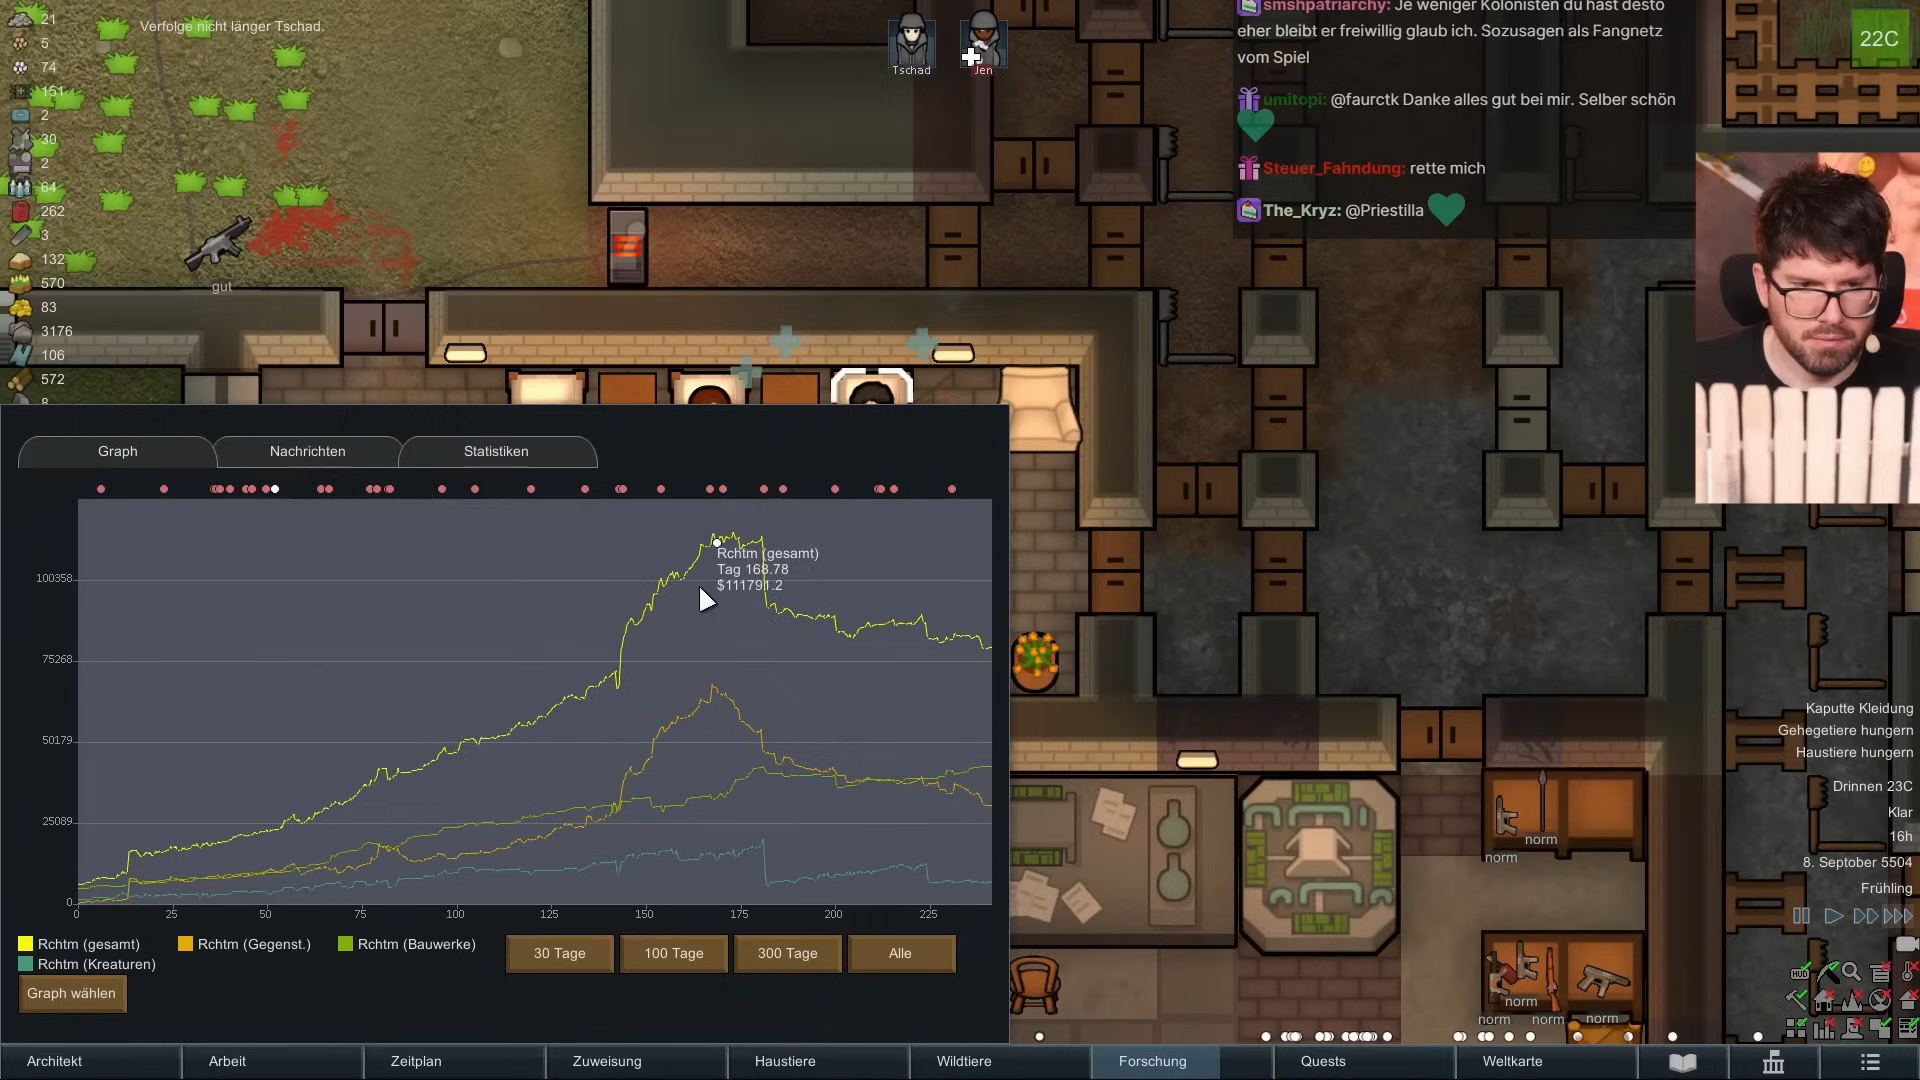 21
5
74
151
2
30
2
64
262
3
132
570
83
3176
106
572
8
Verfolge nicht länger Tschad.
Tschad
Jen
gut
smshpatriarchy: Je weniger Kolonisten du hast desto
eher bleibt er freiwillig glaub ich. Sozusagen als Fangnetz
vom Spiel
umitopi: @faurctk Danke alles gut bei mir. Selber schön
Steuer_Fahndung: rette mich
The_Kryz: @Priestilla
22C
Graph
Nachrichten
Statistiken
Rchtm (gesamt)
Tag 168.78
$111791.2
100358
75268
50179
25089
0
0
25
50
75
100
125
150
175
200
225
Rchtm (gesamt)
Rchtm (Gegenst.)
Rchtm (Bauwerke)
Rchtm (Kreaturen)
30 Tage
100 Tage
300 Tage
Alle
Graph wählen
norm
norm
norm
norm
norm
norm
Kaputte Kleidung
Gehegetiere hungern
Haustiere hungern
Drinnen 23C
Klar
16h
8. Septober 5504
Frühling
HUD
Architekt
Arbeit
Zeitplan
Zuweisung
Haustiere
Wildtiere
Forschung
Quests
Weltkarte